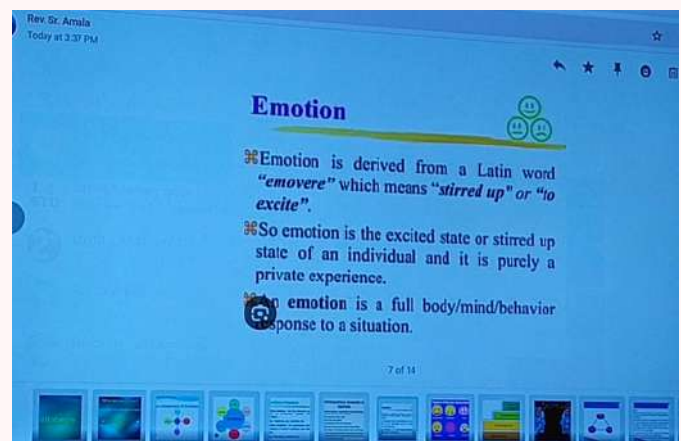 Rev. Sr. Amala
Today at 3:37 PM
Emotion
Emotion is derived from a Latin word
“emovere” which means “stirred up” or “to
excite”.
So emotion is the excited state or stirred up
state of an individual and it is purely a
private experience.
emotion is a full body/mind/behavior
response to a situation.
7 of 14